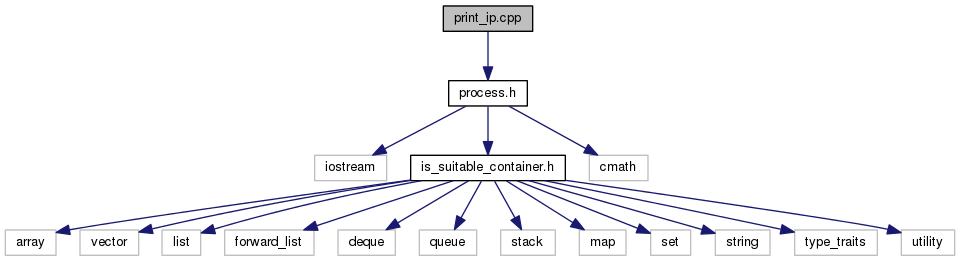 print_ip.cpp
process.h
iostream
is_suitable_container.h
cmath
array
vector
list
forward_list
deque
queue
stack
map
set
string
type_traits
utility